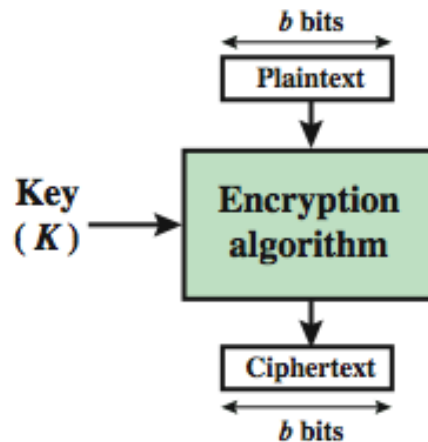 b bits
Plaintext
Key
(K)
Encryption
algorithm
Ciphertext
b bits